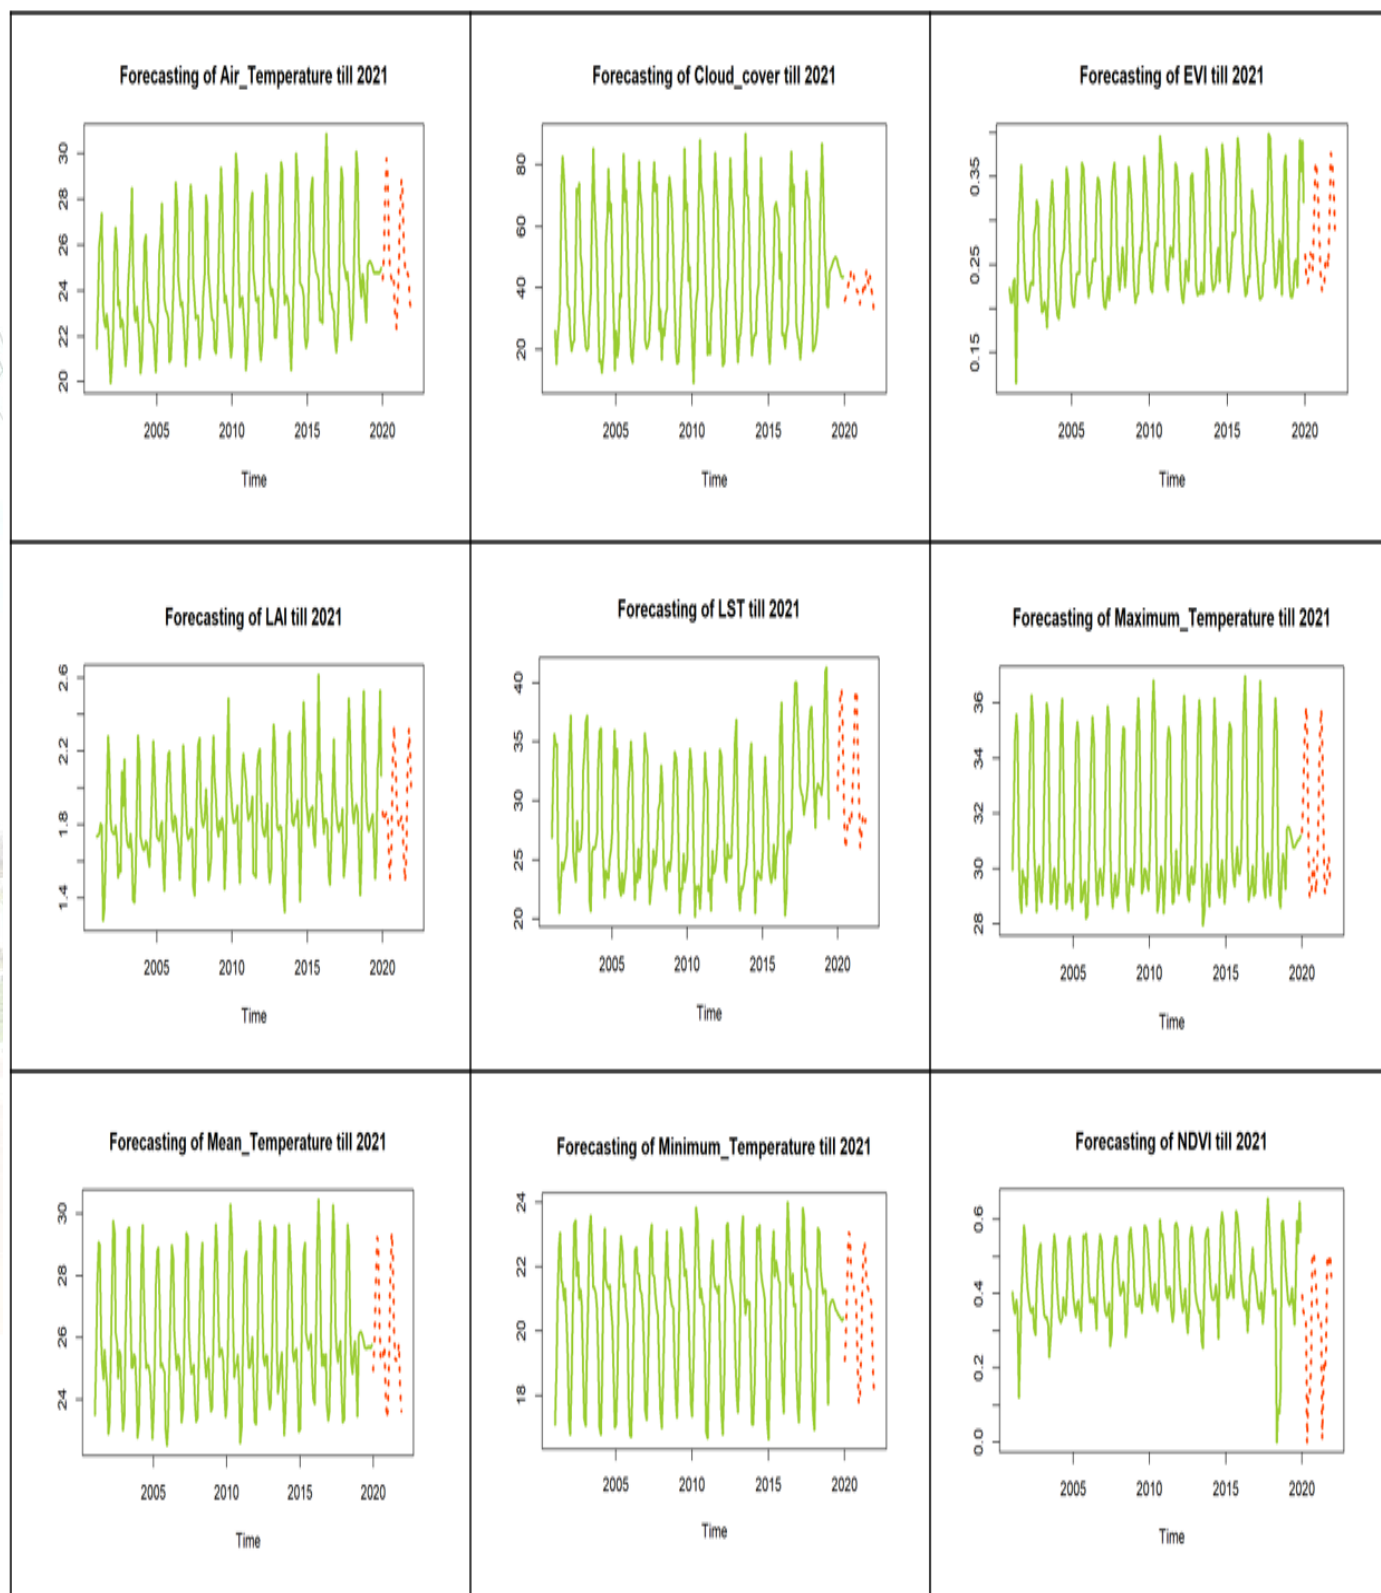 Forecasting of Air_Temperature till 2021
30
28
26
24
22
20
2005 2010 2015 2020
Time
Forecasting of Cloud_cover till 2021
80
60
40
20
2005 2010 2015 2020
Time
Forecasting of EVI till 2021
0.35
0.25
0.15
2005 2010 2015 2020
Time
Forecasting of LAI till 2021
2.6
2.2
1.8
1.4
2005 2010 2015 2020
Time
Forecasting of LST till 2021
40
35
30
25
20
2005 2010 2015 2020
Time
Forecasting of Maximum_Temperature till 2021
36
34
32
30
28
2005 2010 2015 2020
Time
Forecasting of Mean_Temperature till 2021
30
28
26
24
2005 2010 2015 2020
Time
Forecasting of Minimum_Temperature till 2021
24
22
20
18
2005 2010 2015 2020
Time
Forecasting of NDVI till 2021
0.6
0.4
0.2
0.0
2005 2010 2015 2020
Time